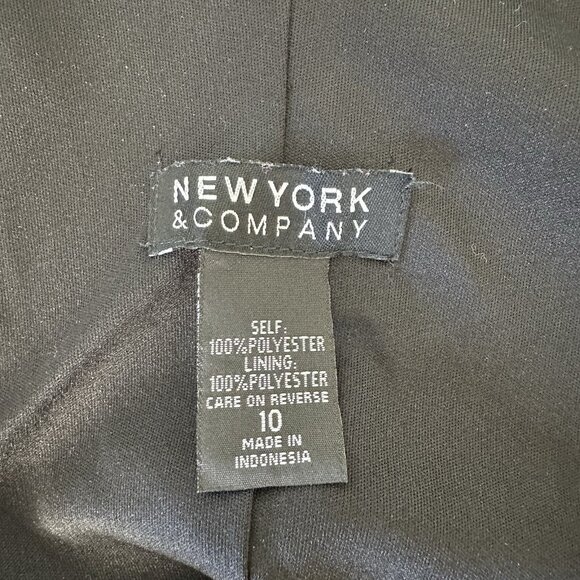 NEW YORK
& COMPANY
SELF:
100%POLYESTER
LINING:
100%POLYESTER
CARE ON REVERSE
10
MADE IN
INDONESIA